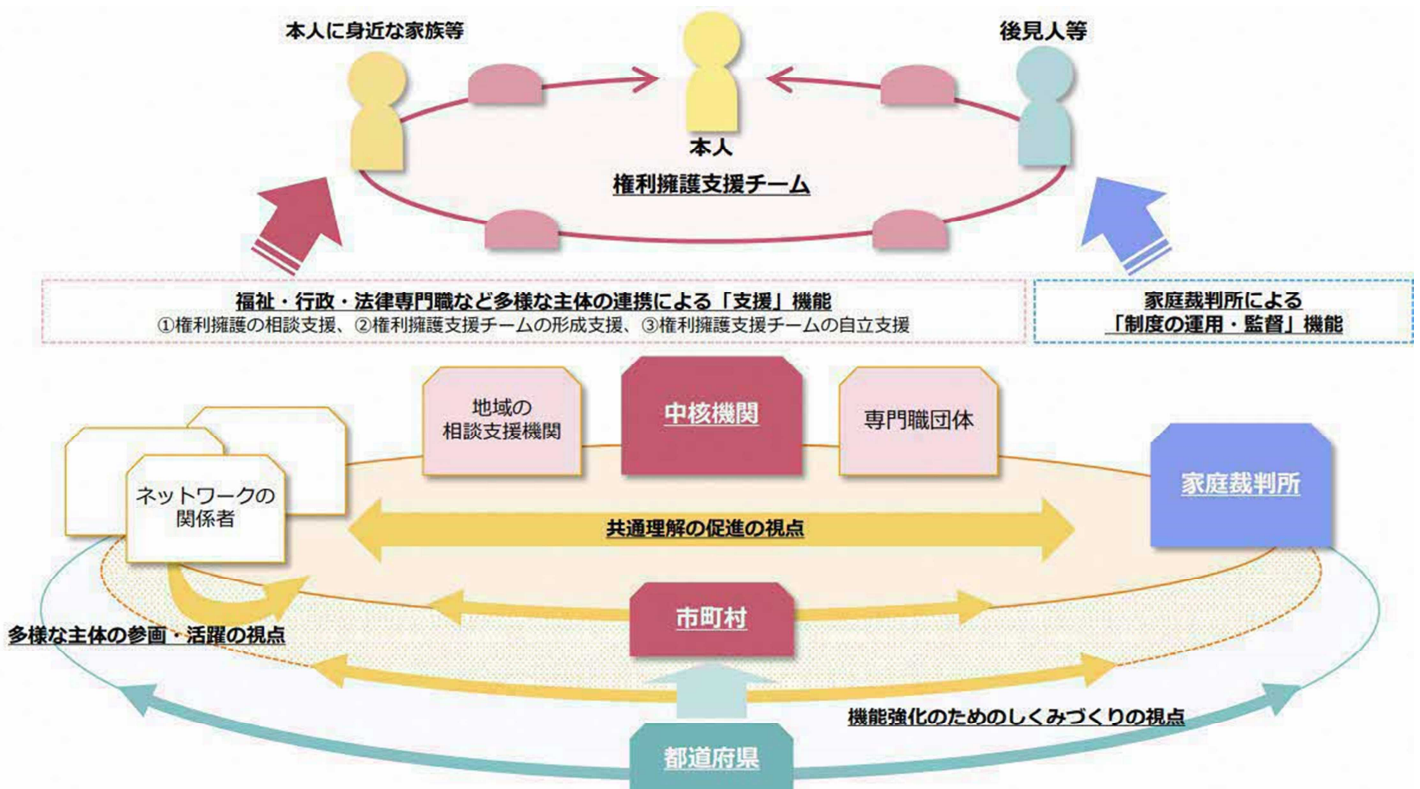 本人に身近な家族等
後見人等
本人
権利擁護支援チーム
福祉・行政・法律専門職など多様な主体の連携による「支援」機能
①権利擁護の相談支援、②権利擁護支援チームの形成支援、③権利擁護支援チームの自立支援
家庭裁判所による
「制度の運用・監督」機能
地域の
相談支援機関
中核機関
専門職団体
ネットワークの
関係者
家庭裁判所
共通理解の促進の視点
市町村
多様な主体の参画・活躍の視点
機能強化のためのしくみづくりの視点
都道府県